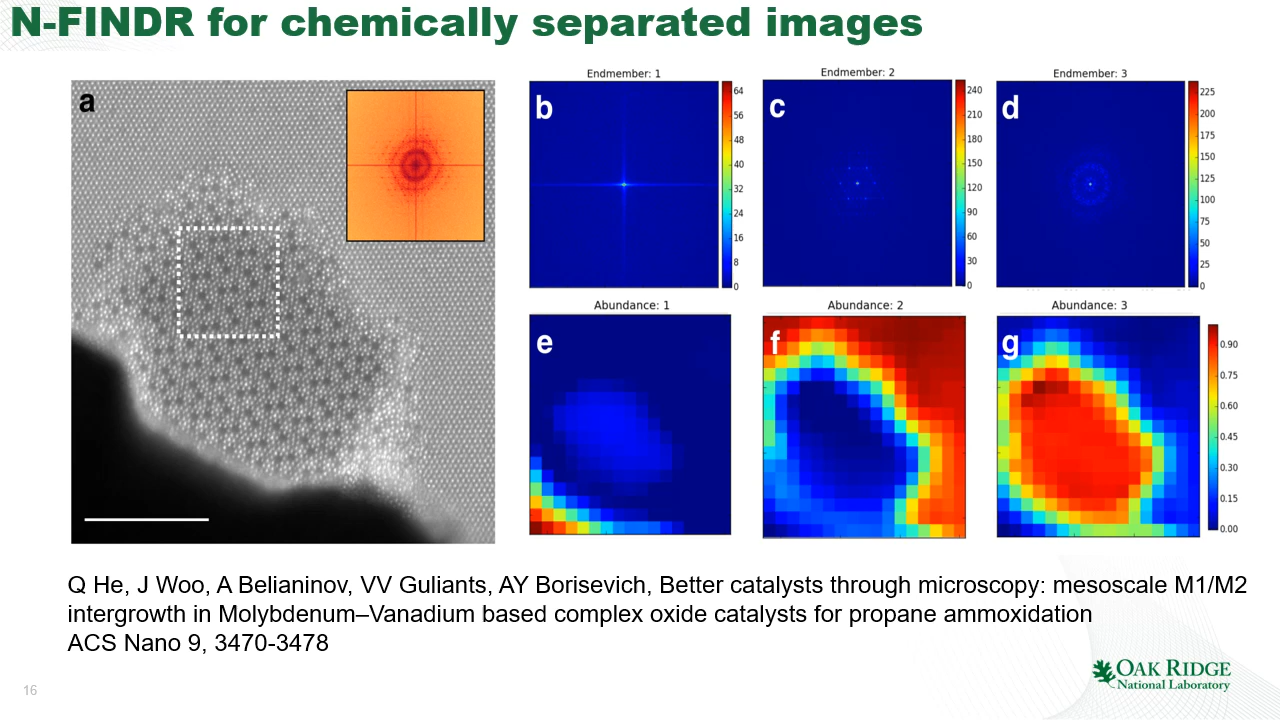 N-FINDR for chemically separated images
a
Endmember: 1
b
64
56
48
40
32
24
16
8
0
Endmember: 2
c
240
210
180
150
120
90
60
30
0
Endmember: 3
d
225
200
175
150
125
100
75
50
25
0
Abundance: 1
e
Abundance: 2
f
Abundance: 3
g
0.90
0.75
0.60
0.45
0.30
0.15
0.00
Q He, J Woo, A Belianinov, VV Guliants, AY Borisevich, Better catalysts through microscopy: mesoscale M1/M2
intergrowth in Molybdenum–Vanadium based complex oxide catalysts for propane ammoxidation
ACS Nano 9, 3470-3478
16
OAK RIDGE
National Laboratory